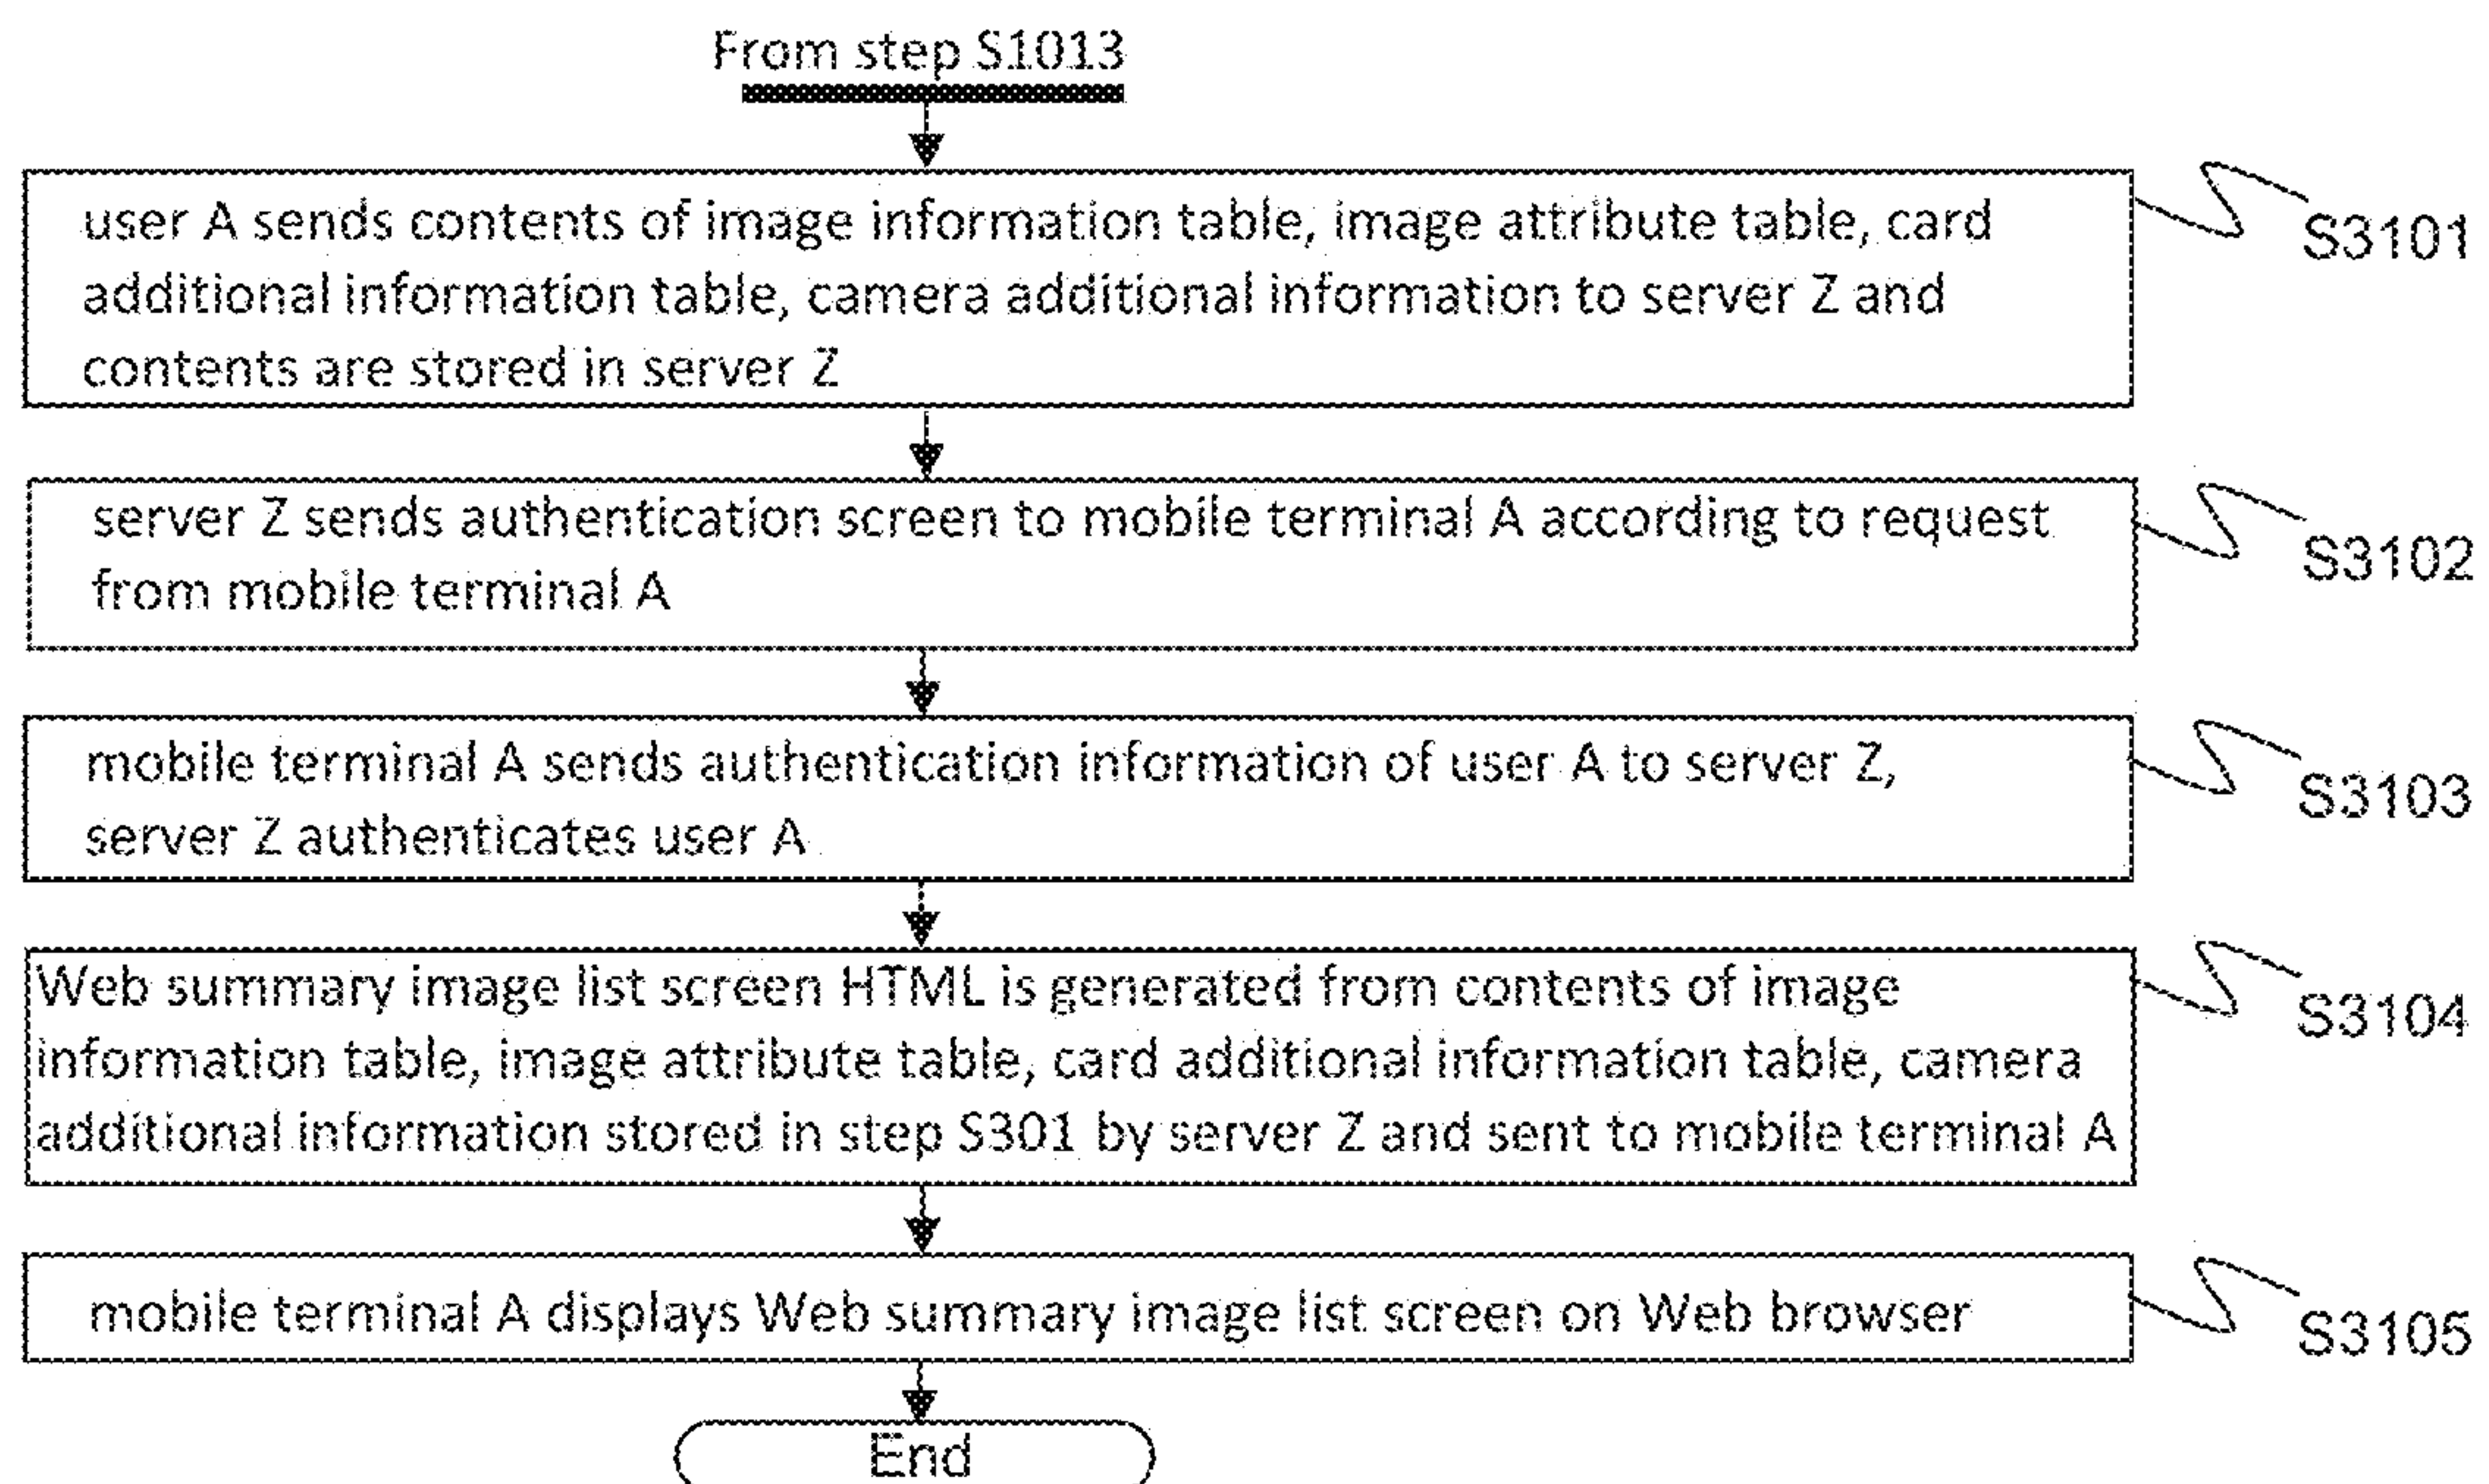 From step S1013
user A sends contents of image information table, image attribute table, card
additional information table, camera additional information to server Z and
contents are stored in server Z
S3101
server Z sends authentication screen to mobile terminal A according to request
from mobile terminal A
S3102
mobile terminal A sends authentication information of user A to server Z,
server Z authenticates user A
S3103
Web summary image list screen HTML is generated from contents of image
information table, image attribute table, card additional information table, camera
additional information stored in step S301 by server Z and sent to mobile terminal A
S3104
mobile terminal A displays Web summary image list screen on Web browser
S3105
End